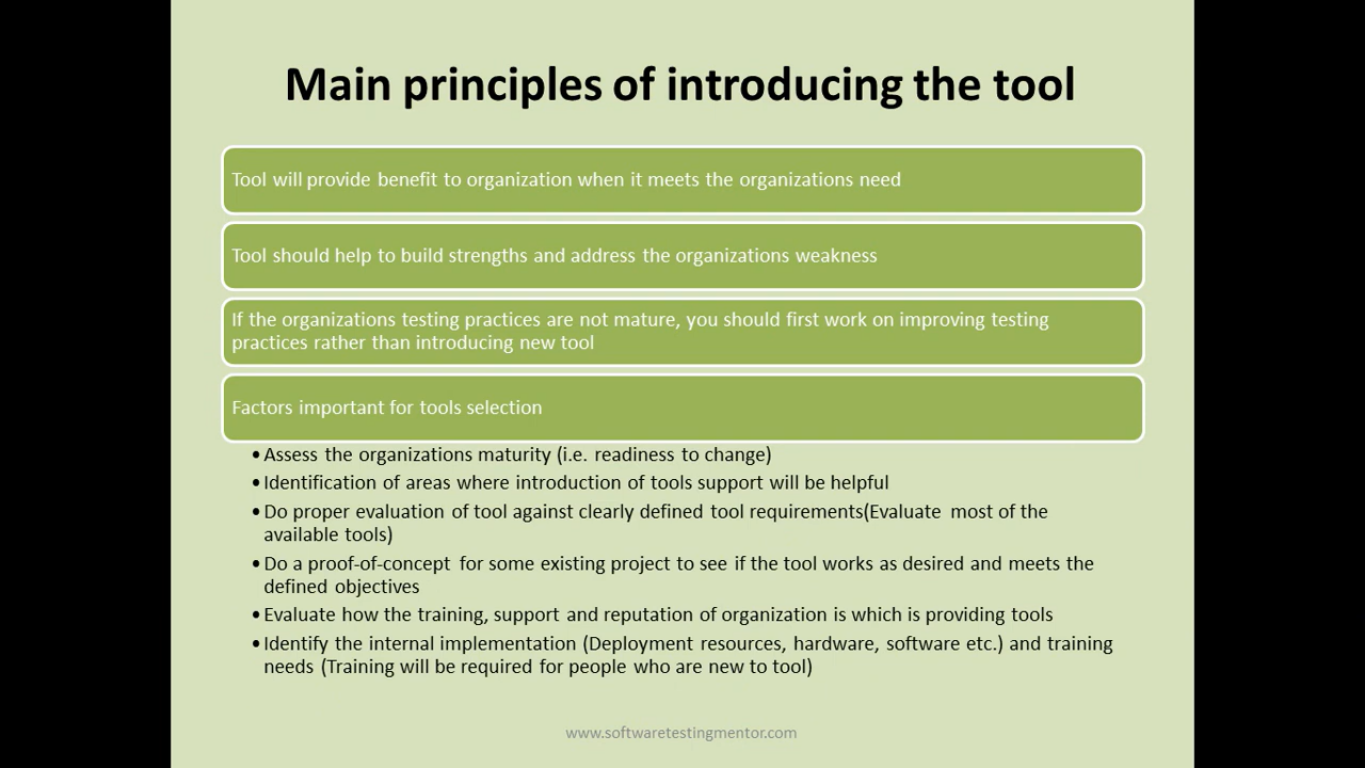 Main principles of introducing the tool
Tool will provide benefit to organization when it meets the organizations need
Tool should help to build strengths and address the organizations weakness
If the organizations testing practices are not mature, you should first work on improving testing
practices rather than introducing new tool
Factors important for tools selection
•Assess the organizations maturity (i.e. readiness to change)
•Identification of areas where introduction of tools support will be helpful
•Do proper evaluation of tool against clearly defined tool requirements(Evaluate most of the
available tools)
•Do a proof-of-concept for some existing project to see if the tool works as desired and meets the
defined objectives
•Evaluate how the training, support and reputation of organization is which is providing tools
•Identify the internal implementation (Deployment resources, hardware, software etc.) and training
needs (Training will be required for people who are new to tool)
www.softwaretestingmentor.com